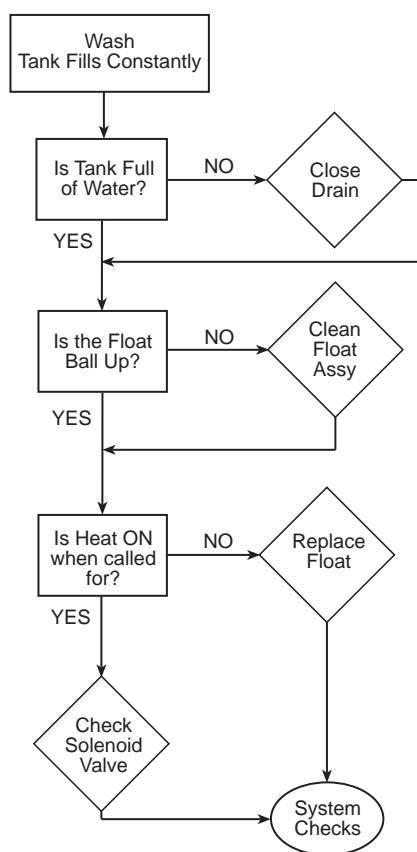 Wash
Tank Fills Constantly
Is Tank Full
of Water?
NO
Close
Drain
YES
Is the Float
Ball Up?
NO
Clean
Float
Assy
YES
Is Heat ON
when called
for?
NO
Replace
Float
YES
Check
Solenoid
Valve
System
Checks